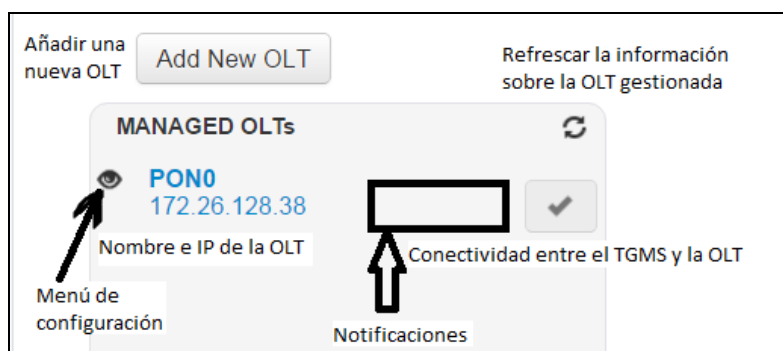 Añadir una
nueva OLT
Add New OLT
Refrescar la información
sobre la OLT gestionada
MANAGED OLTs
PON0
172.26.128.38
Nombre e IP de la OLT
Conectividad entre el TGMS y la OLT
Menú de
configuración
Notificaciones